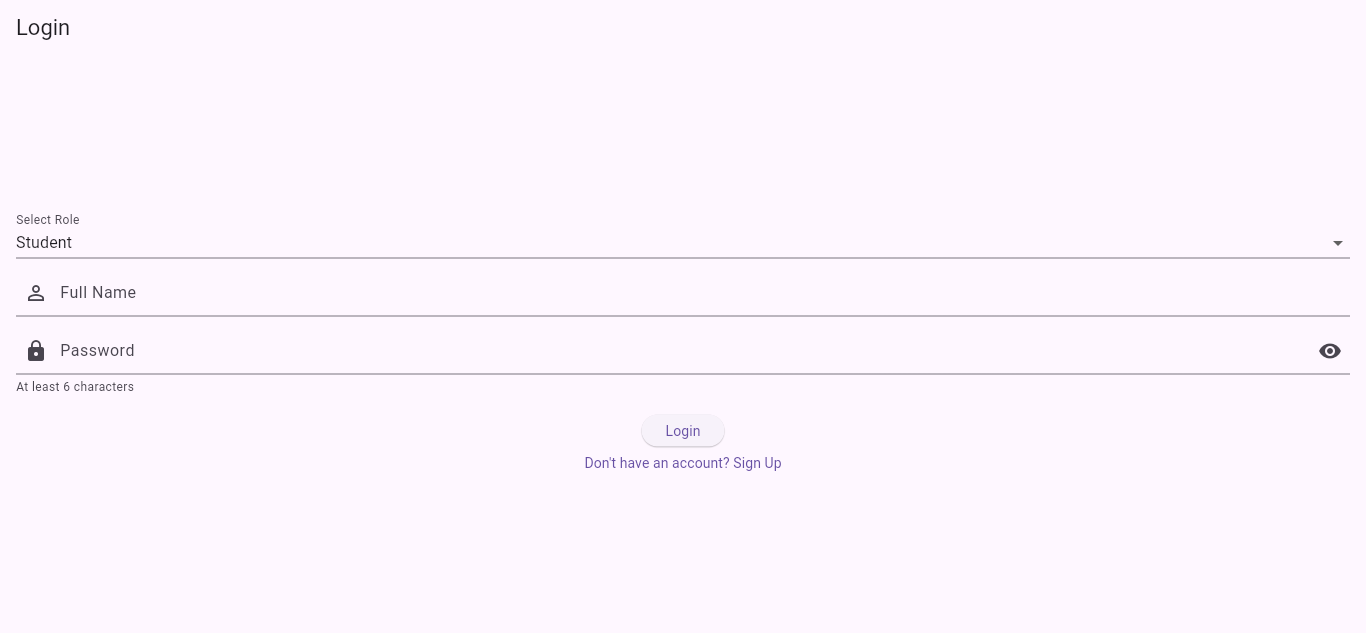 Login
Select Role
Student
Full Name
Password
At least 6 characters
Login
Don't have an account? Sign Up